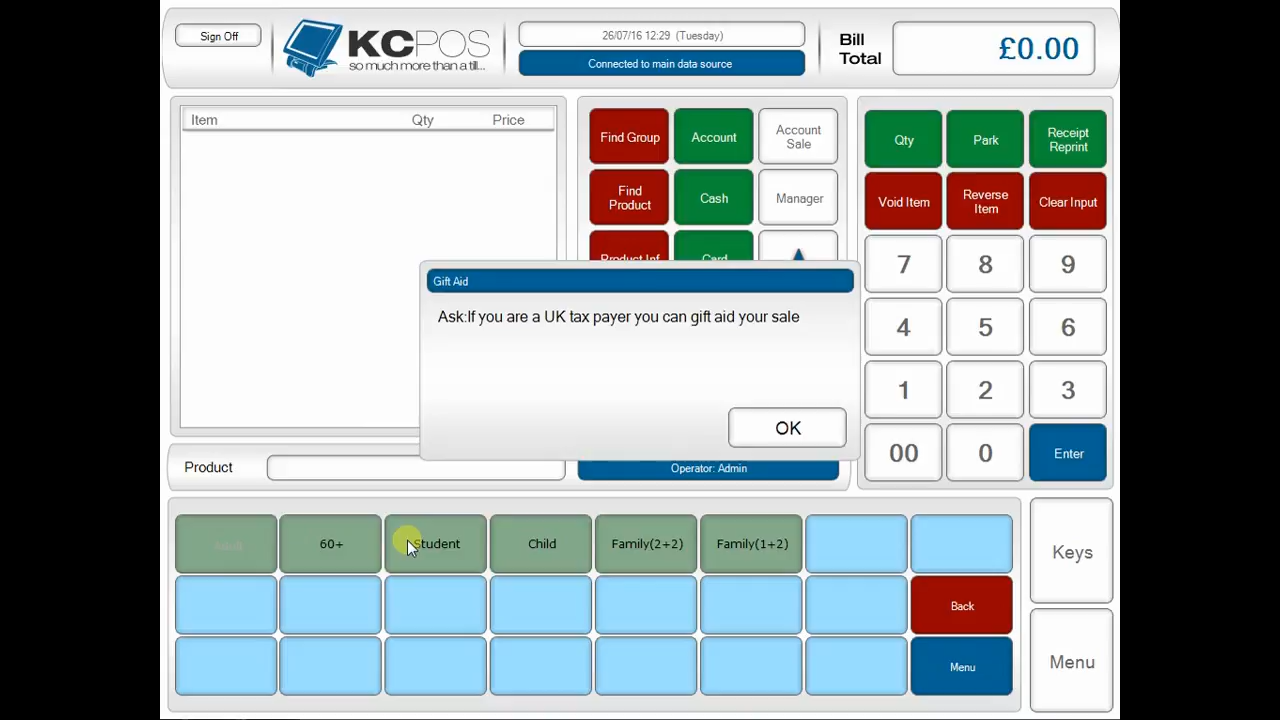 Sign Off
KCPOS
so much more than a till...
26/07/16 12:29 (Tuesday)
Connected to main data source
Bill
Total
£0.00
Item Qty Price
Find Group
Account
Account
Sale
Find
Product
Cash
Manager
Product Inf
Card
Qty
Park
Receipt
Reprint
Void Item
Reverse
Item
Clear Input
7
8
9
4
5
6
1
2
3
00
0
Enter
Gift Aid
Ask:If you are a UK tax payer you can gift aid your sale
OK
Product
Operator: Admin
Adult
60+
Student
Child
Family(2+2)
Family(1+2)
Back
Menu
Keys
Menu